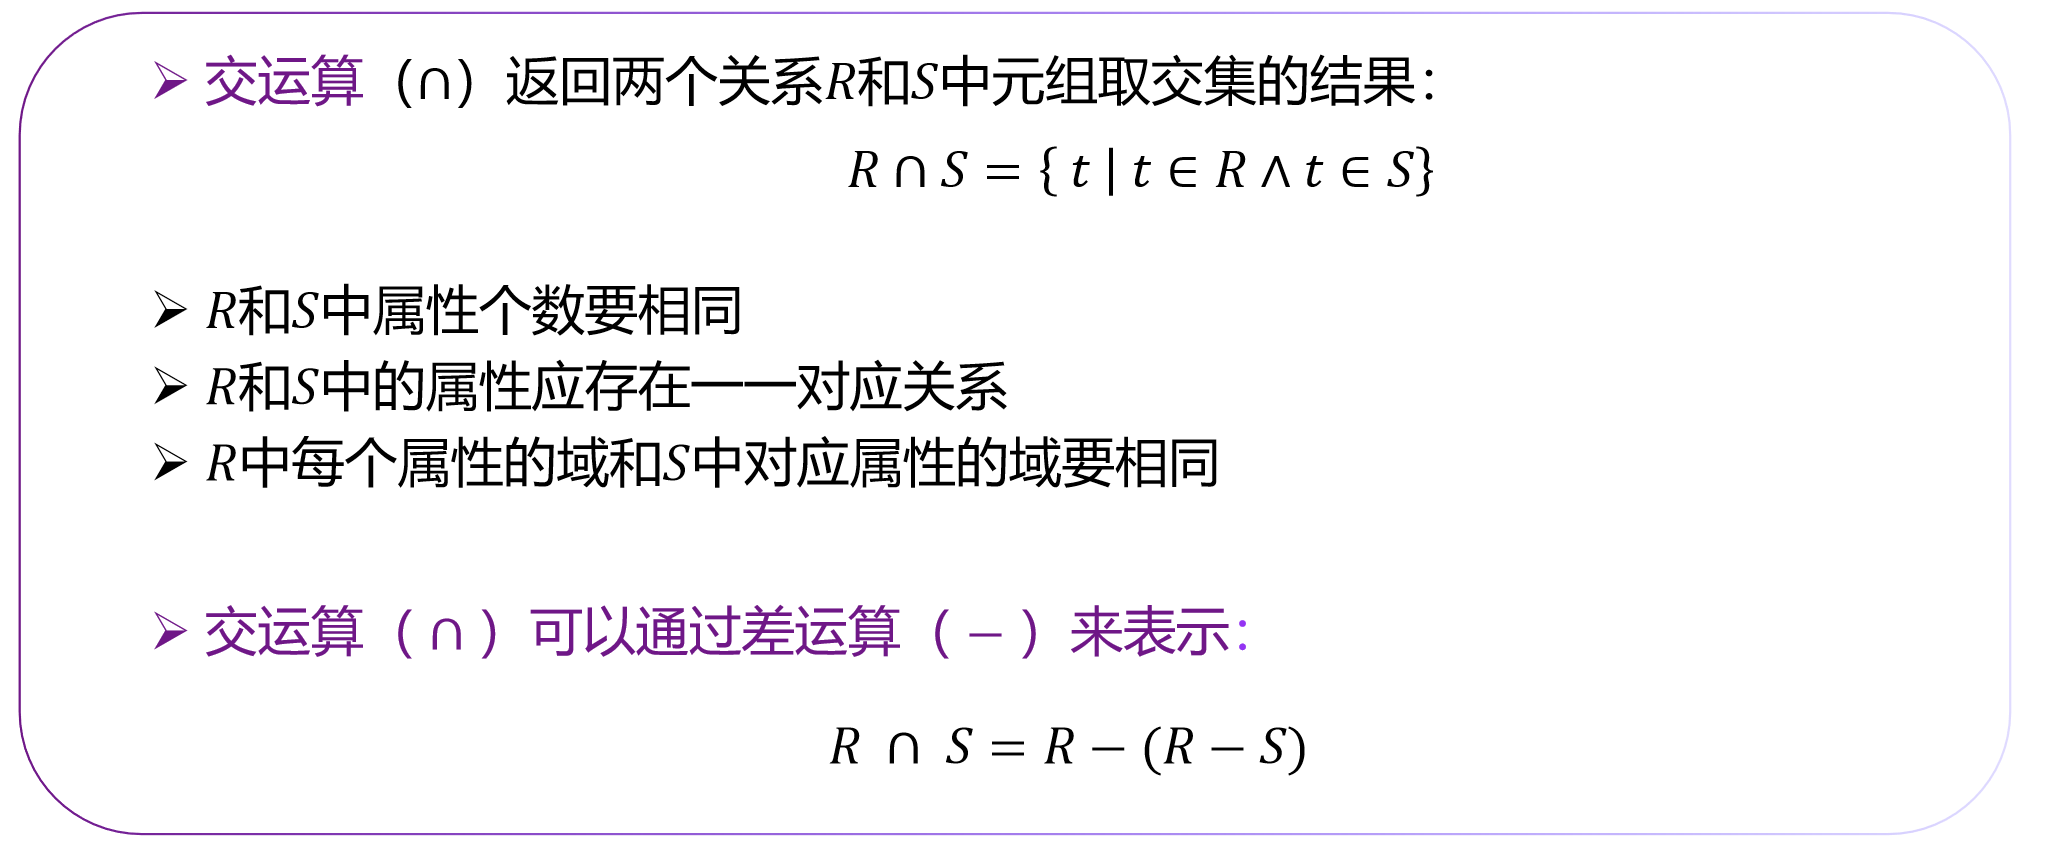 ➢ 交运算（∩）返回两个关系R和S中元组取交集的结果：
R ∩ S = { t | t ∈ R ∧ t ∈ S}
➢ R和S中属性个数要相同
➢ R和S中的属性应存在一一对应关系
➢ R中每个属性的域和S中对应属性的域要相同
➢ 交运算（ ∩ ）可以通过差运算（ − ）来表示：
R ∩ S = R − (R − S)